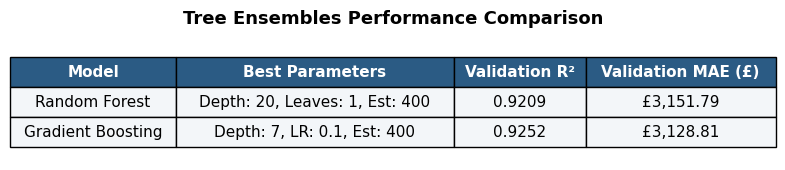 Tree Ensembles Performance Comparison
Model Best Parameters Validation R² Validation MAE (£)
Random Forest Depth: 20, Leaves: 1, Est: 400 0.9209 £3,151.79
Gradient Boosting Depth: 7, LR: 0.1, Est: 400 0.9252 £3,128.81